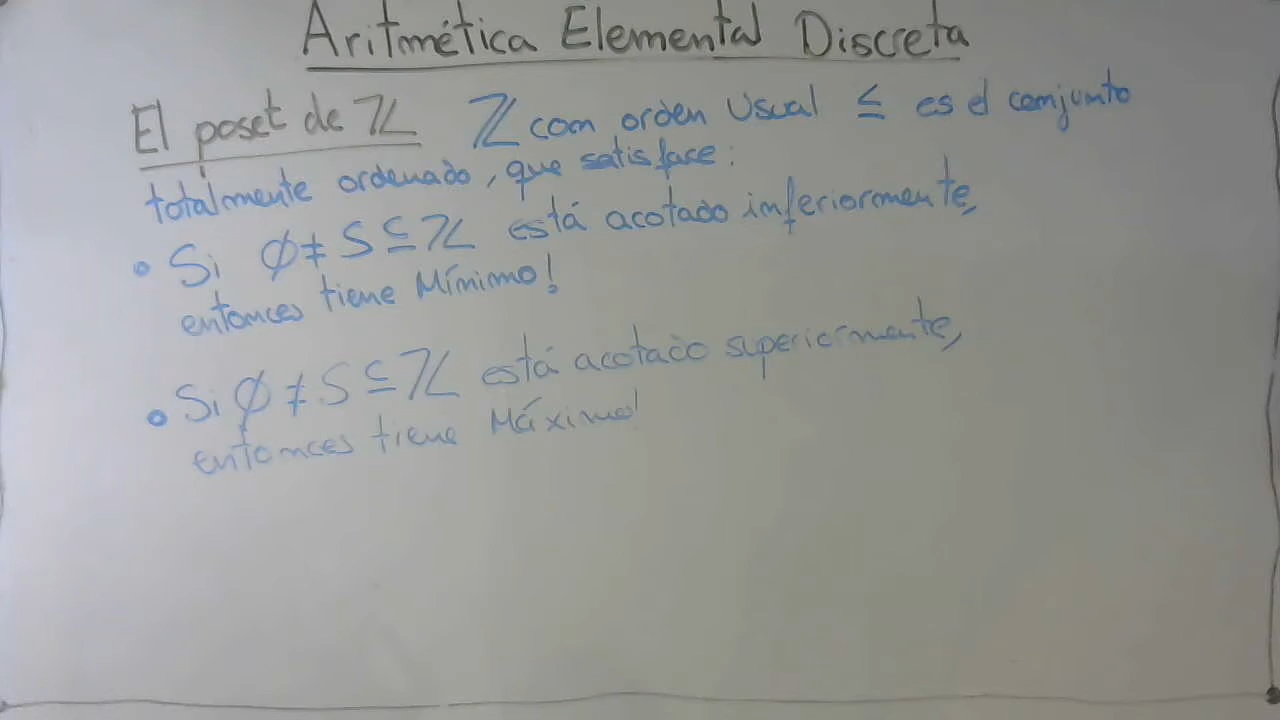 Aritmética Elemental Discreta
El poset de ℤ ℤ con orden usual ≤ es el conjunto
totalmente ordenado, que satisface:
• Si ∅ ≠ S ⊆ ℤ está acotado inferiormente,
entonces tiene Mínimo!
• Si ∅ ≠ S ⊆ ℤ está acotado superiormente,
entonces tiene Máximo!